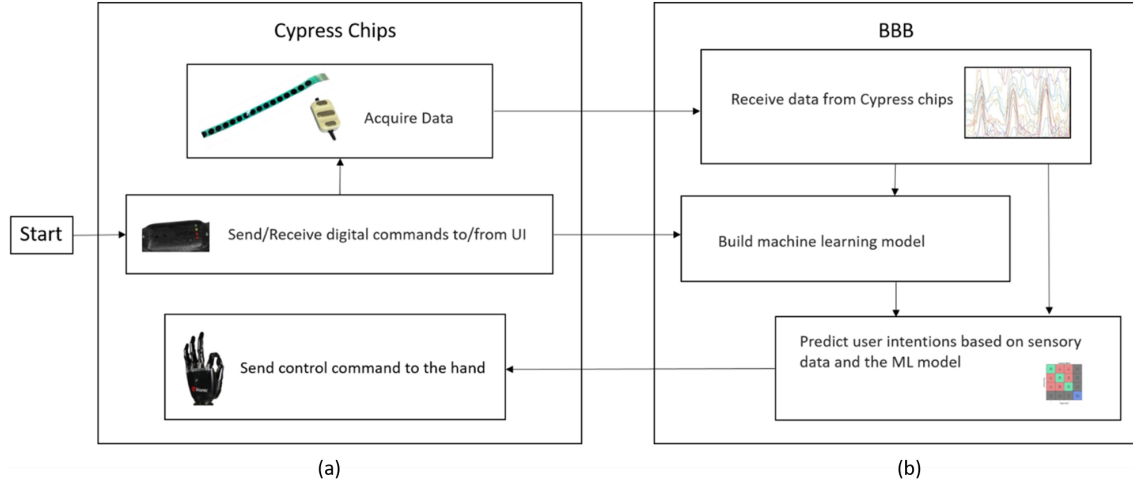 Cypress Chips
BBB
Acquire Data
Receive data from Cypress chips
Start
Send/Receive digital commands to/from UI
Build machine learning model
Send control command to the hand
Predict user intentions based on sensory
data and the ML model
(a)
(b)